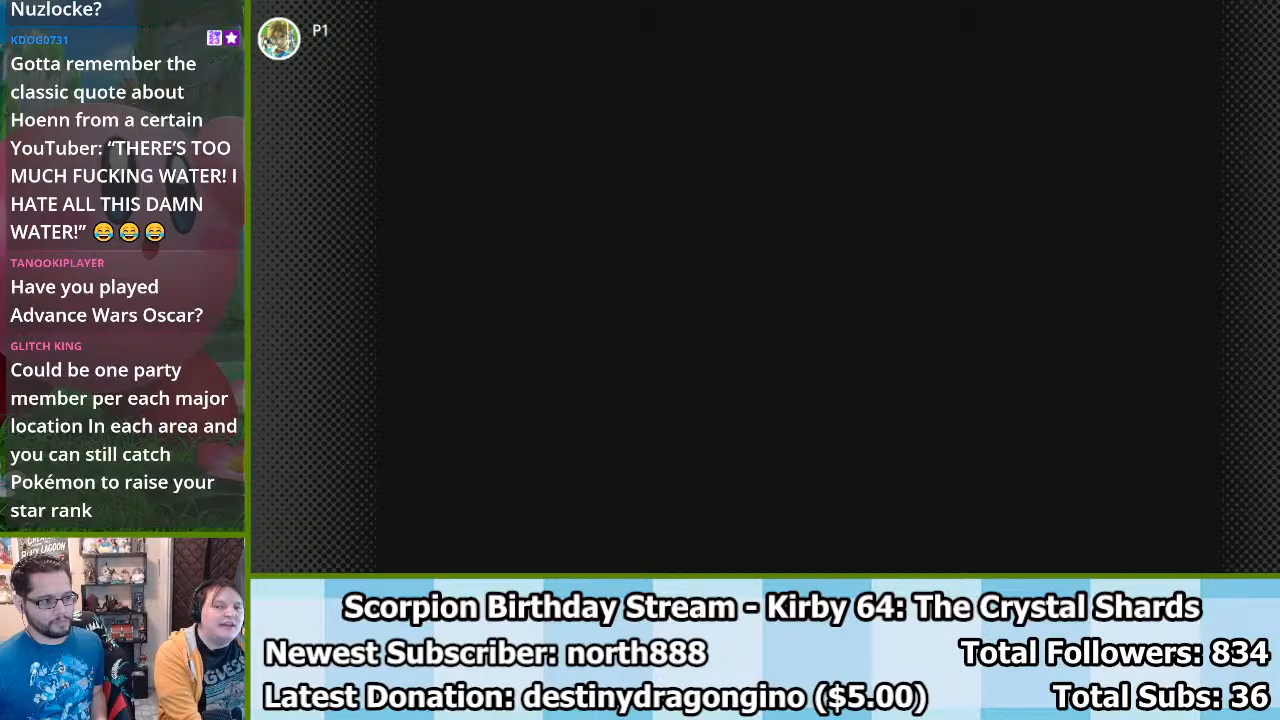 Nuzlocke?
KDOG0731
Gotta remember the
classic quote about
Hoenn from a certain
YouTuber: “THERE’S TOO
MUCH FUCKING WATER! I
HATE ALL THIS DAMN
WATER!” 😂 😂 😂
TANOOKIPLAYER
Have you played
Advance Wars Oscar?
GLITCH KING
Could be one party
member per each major
location In each area and
you can still catch
Pokémon to raise your
star rank
P1
BLACK LAGOON
GUESS
Scorpion Birthday Stream - Kirby 64: The Crystal Shards
Newest Subscriber: north888
Total Followers: 834
Latest Donation: destinydragongino ($5.00)
Total Subs: 36